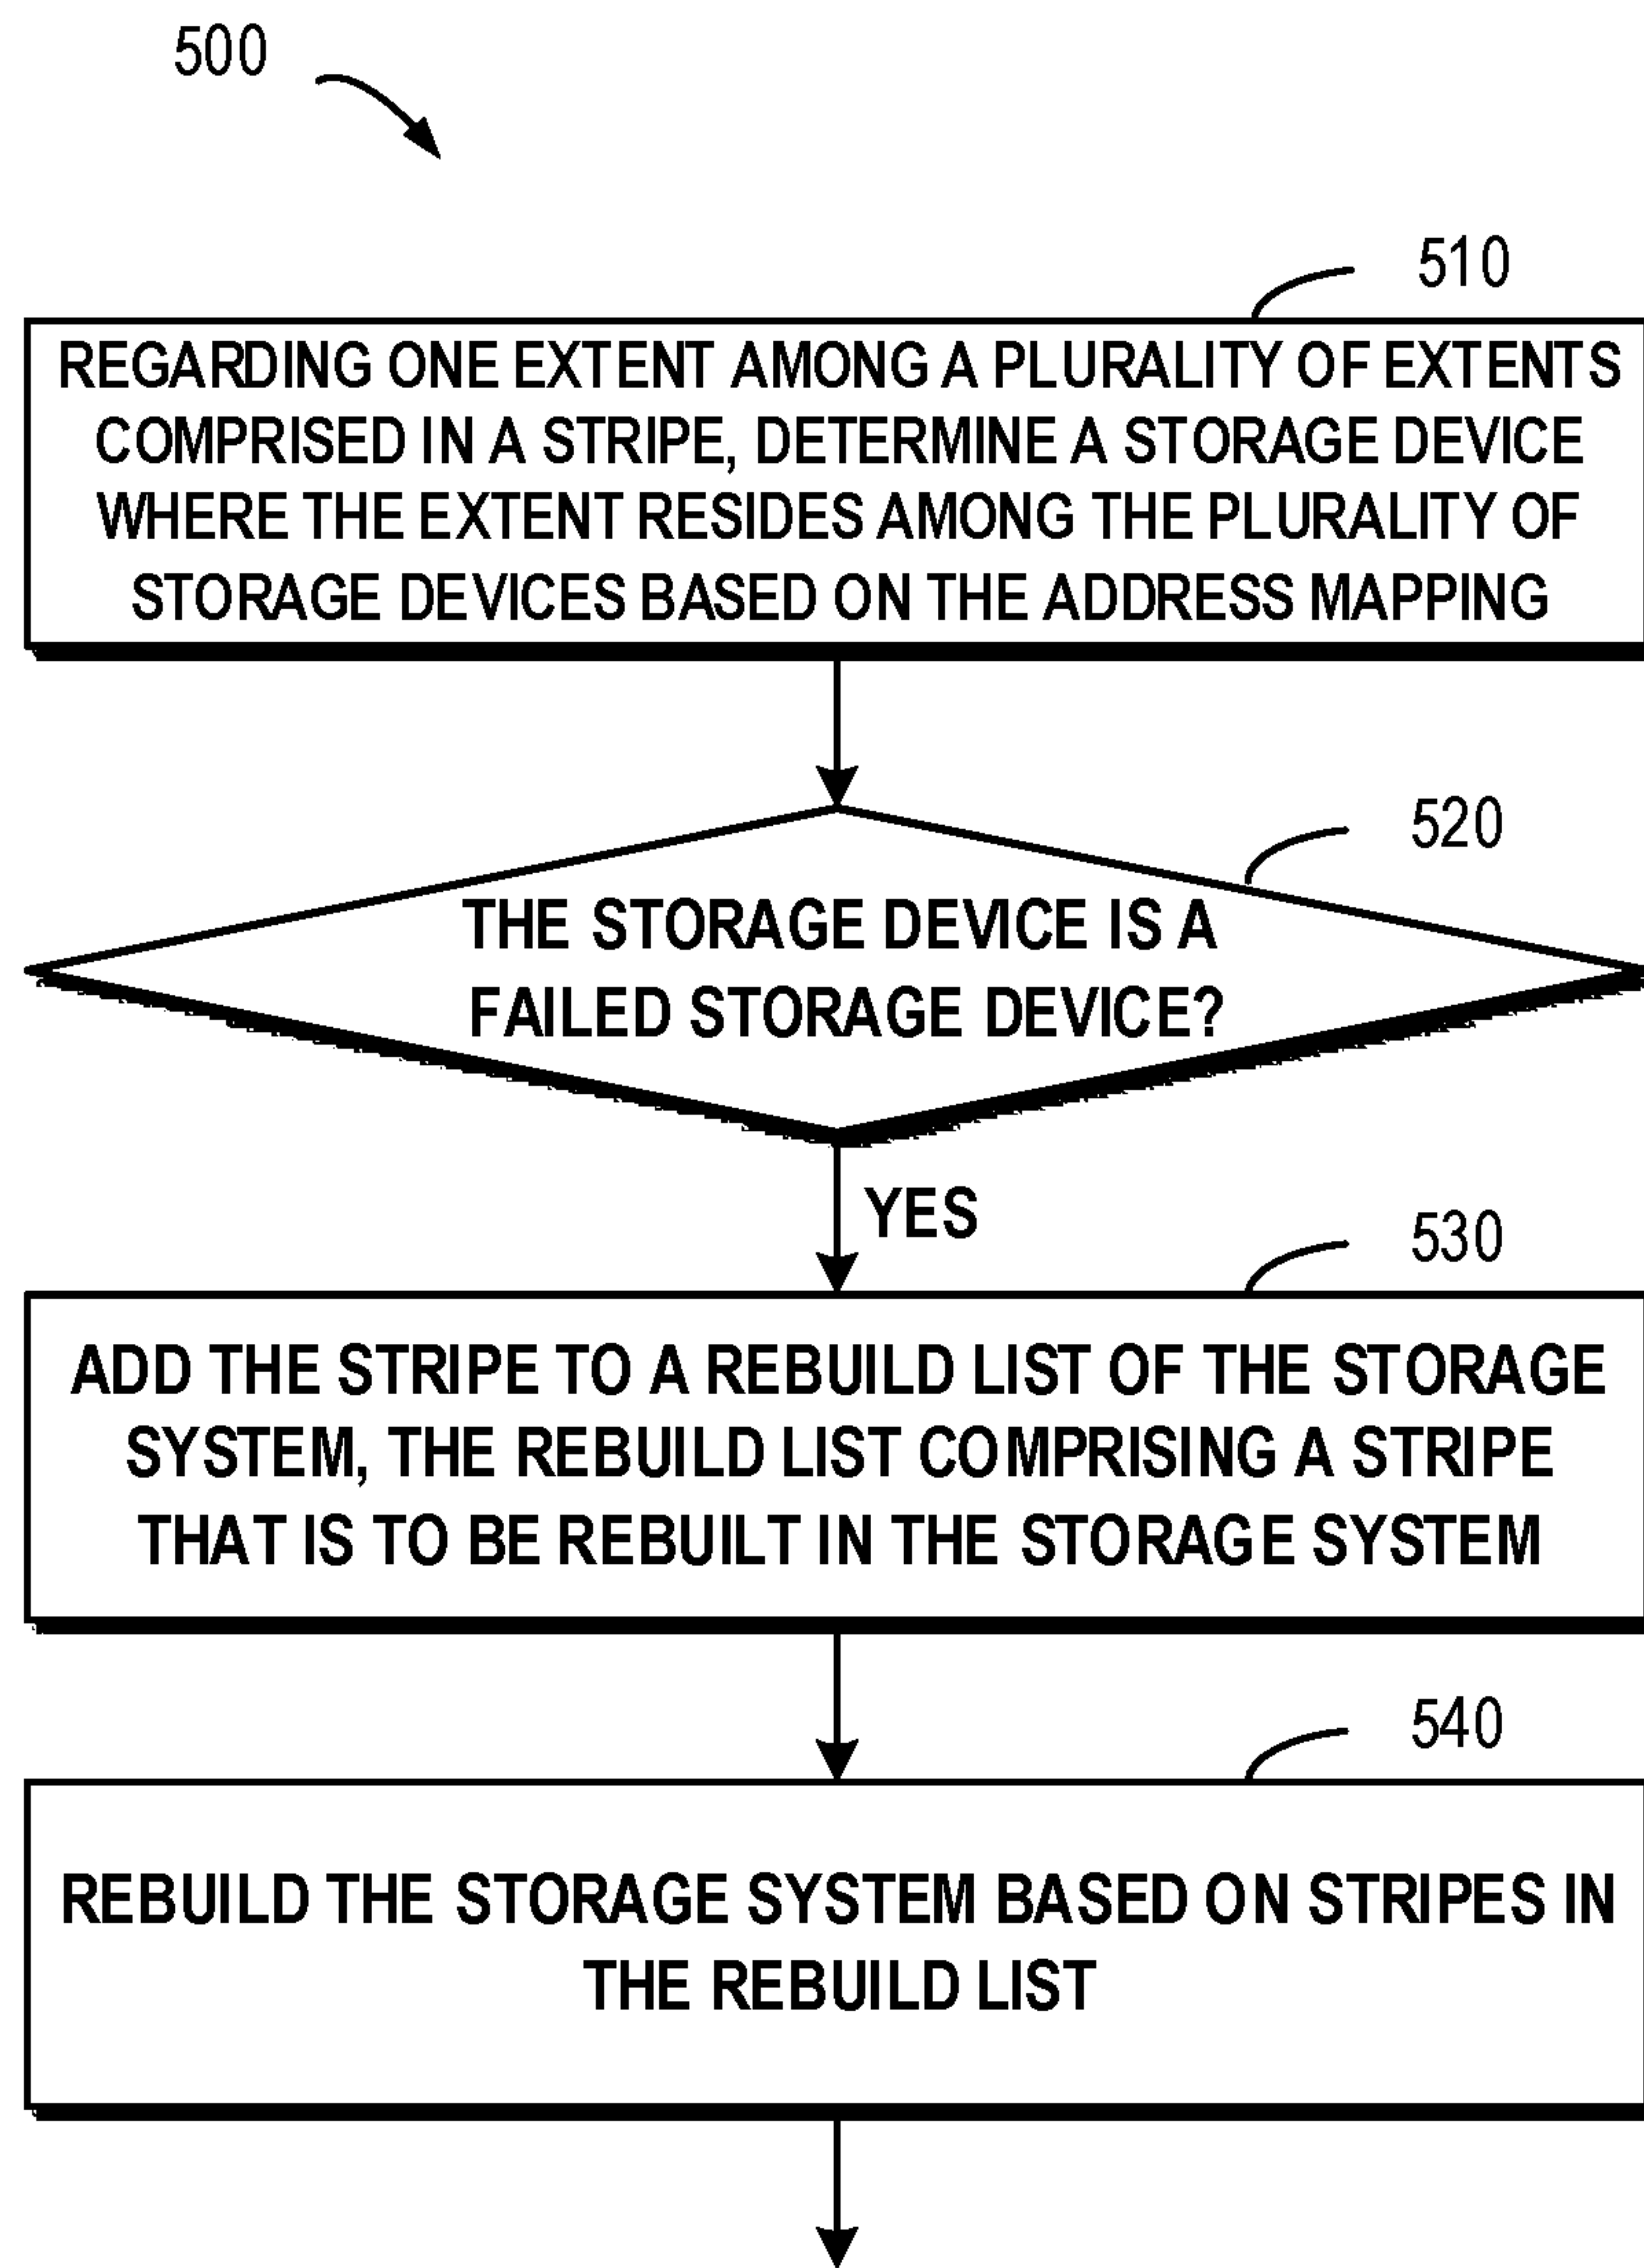 500
510
REGARDING ONE EXTENT AMONG A PLURALITY OF EXTENTS
COMPRISED IN A STRIPE, DETERMINE A STORAGE DEVICE
WHERE THE EXTENT RESIDES AMONG THE PLURALITY OF
STORAGE DEVICES BASED ON THE ADDRESS MAPPING
520
THE STORAGE DEVICE IS A
FAILED STORAGE DEVICE?
YES
530
ADD THE STRIPE TO A REBUILD LIST OF THE STORAGE
SYSTEM, THE REBUILD LIST COMPRISING A STRIPE
THAT IS TO BE REBUILT IN THE STORAGE SYSTEM
540
REBUILD THE STORAGE SYSTEM BASED ON STRIPES IN
THE REBUILD LIST